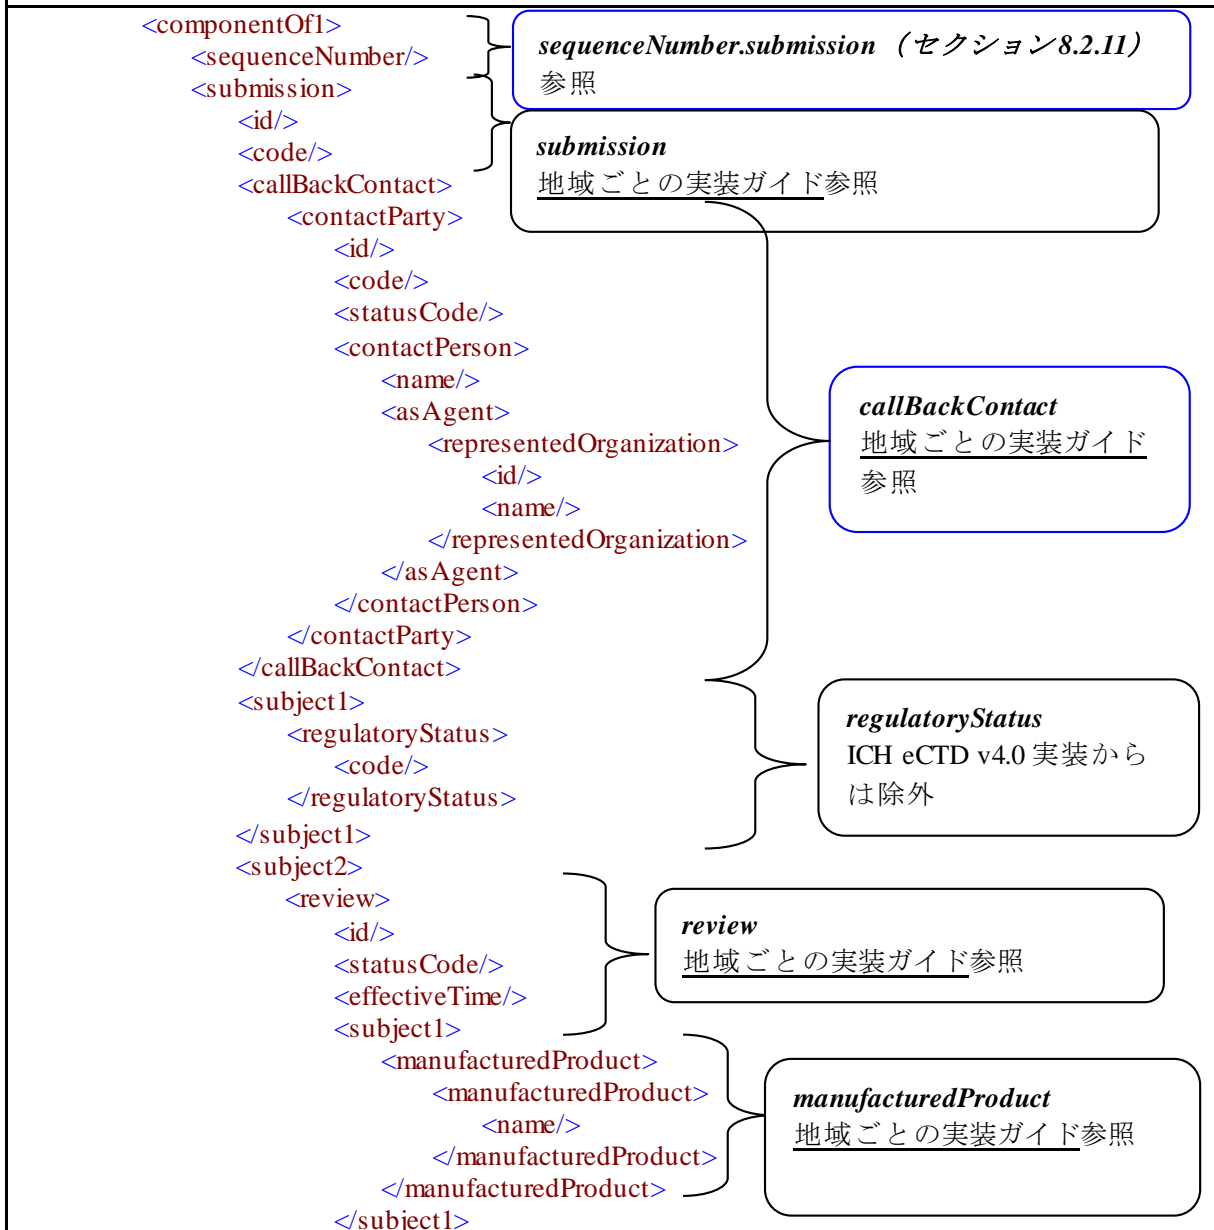 <componentOf1>
<sequenceNumber/>
<submission>
<id/>
<code/>
<callBackContact>
<contactParty>
<id/>
<code/>
<statusCode/>
<contactPerson>
<name/>
<asAgent>
<representedOrganization>
<id/>
<name/>
</representedOrganization>
</asAgent>
</contactPerson>
</contactParty>
</callBackContact>
<subject1>
<regulatoryStatus>
<code/>
</regulatoryStatus>
</subject1>
<subject2>
<review>
<id/>
<statusCode/>
<effectiveTime/>
<subject1>
<manufacturedProduct>
<manufacturedProduct>
<name/>
</manufacturedProduct>
</manufacturedProduct>
</subject1>
sequenceNumber.submission（セクション8.2.11）
参照
submission
地域ごとの実装ガイド参照
callBackContact
地域ごとの実装ガイド
参照
regulatoryStatus
ICH eCTD v4.0 実装から
は除外
review
地域ごとの実装ガイド参照
manufacturedProduct
地域ごとの実装ガイド参照